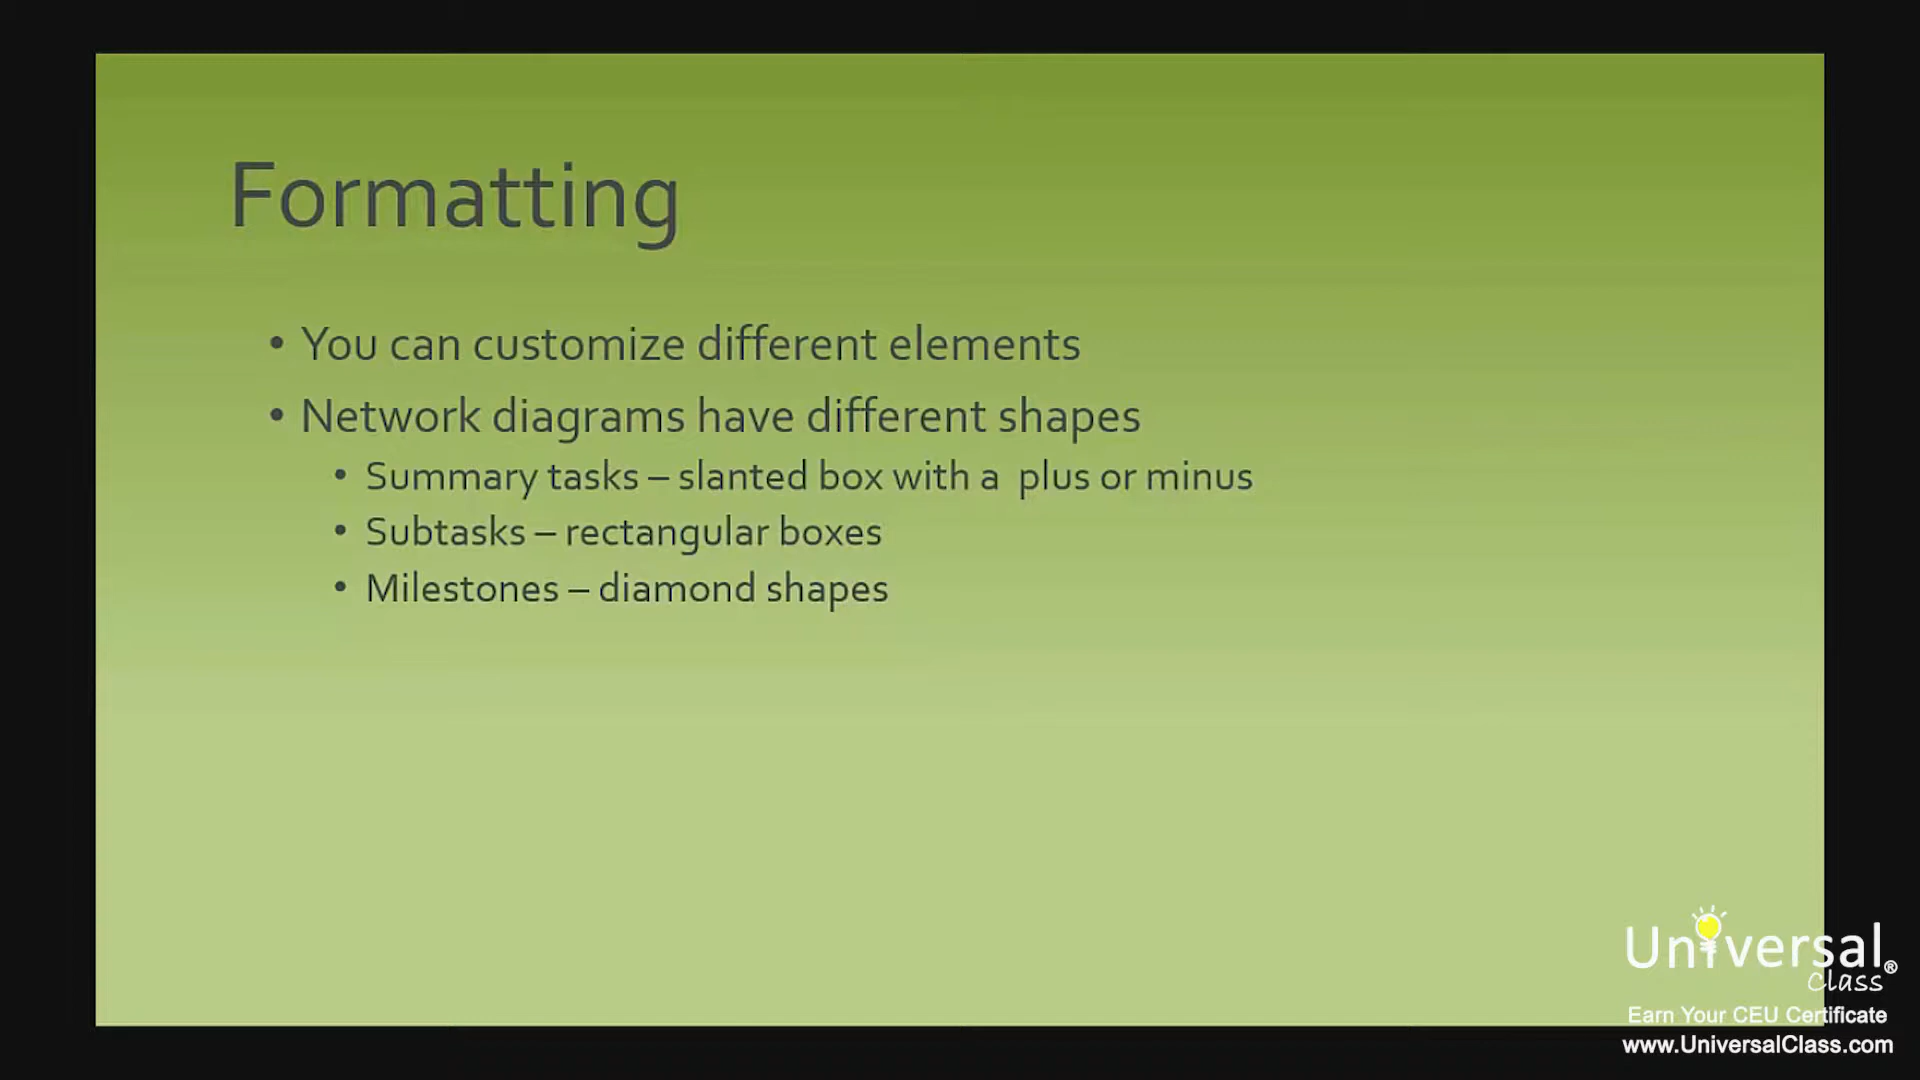 Formatting
• You can customize different elements
• Network diagrams have different shapes
• Summary tasks – slanted box with a  plus or minus
• Subtasks – rectangular boxes
• Milestones – diamond shapes
Universal®
Class
Earn Your CEU Certificate
www.UniversalClass.com